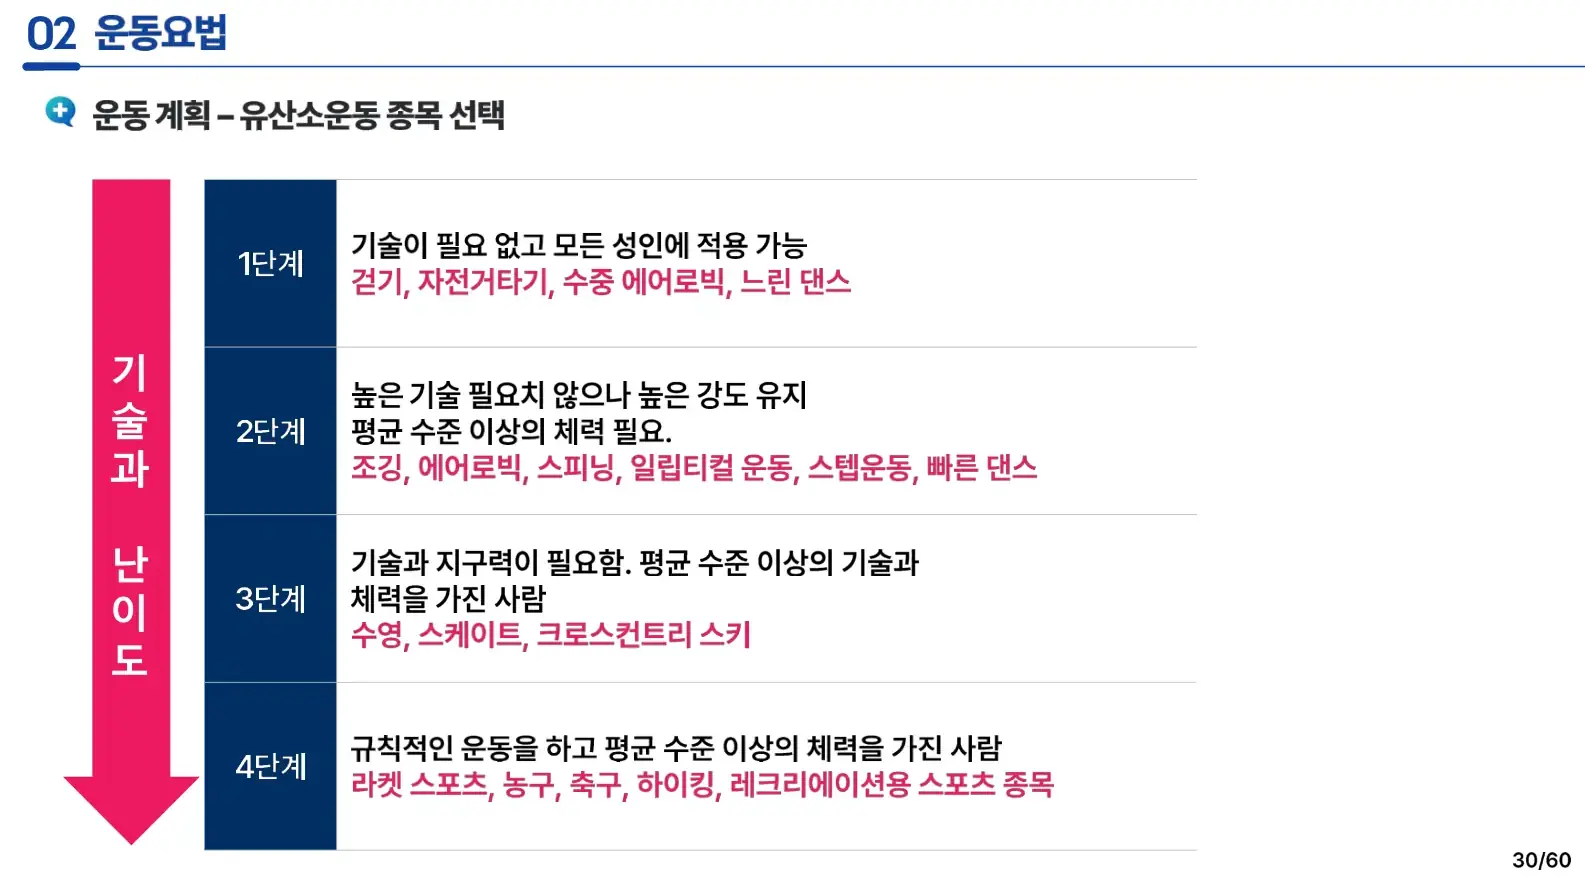 02 운동요법
운동 계획 – 유산소운동 종목 선택
기술과 난이도
1단계
기술이 필요 없고 모든 성인에 적용 가능
걷기, 자전거타기, 수중 에어로빅, 느린 댄스
2단계
높은 기술 필요치 않으나 높은 강도 유지
평균 수준 이상의 체력 필요.
조깅, 에어로빅, 스피닝, 일립티컬 운동, 스텝운동, 빠른 댄스
3단계
기술과 지구력이 필요함. 평균 수준 이상의 기술과
체력을 가진 사람
수영, 스케이트, 크로스컨트리 스키
4단계
규칙적인 운동을 하고 평균 수준 이상의 체력을 가진 사람
라켓 스포츠, 농구, 축구, 하이킹, 레크리에이션용 스포츠 종목
30/60